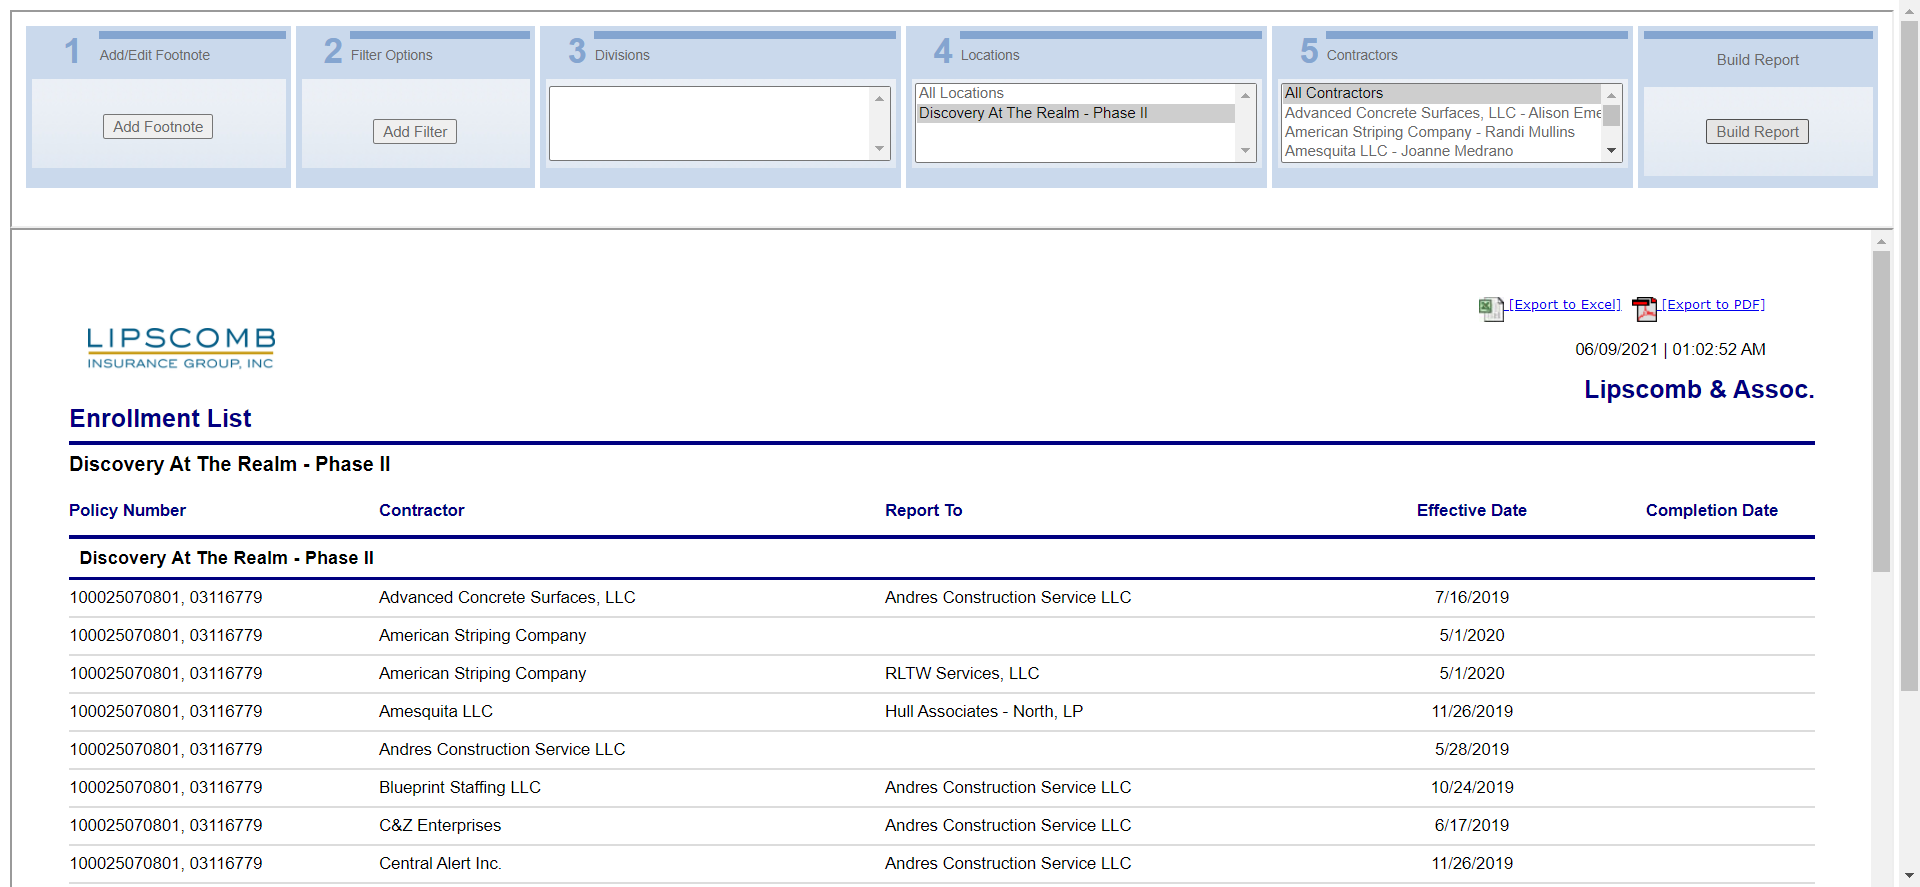 1 Add/Edit Footnote
Add Footnote
2 Filter Options
Add Filter
3 Divisions
4 Locations
All Locations
Discovery At The Realm - Phase II
5 Contractors
All Contractors
Advanced Concrete Surfaces, LLC - Alison Eme
American Striping Company - Randi Mullins
Amesquita LLC - Joanne Medrano
Build Report
Build Report
[Export to Excel] [Export to PDF]
LIPSCOMB
INSURANCE GROUP, INC
06/09/2021 | 01:02:52 AM
Lipscomb & Assoc.
Enrollment List
Discovery At The Realm - Phase II
Policy Number Contractor Report To Effective Date Completion Date
Discovery At The Realm - Phase II
100025070801, 03116779 Advanced Concrete Surfaces, LLC Andres Construction Service LLC 7/16/2019
100025070801, 03116779 American Striping Company 5/1/2020
100025070801, 03116779 American Striping Company RLTW Services, LLC 5/1/2020
100025070801, 03116779 Amesquita LLC Hull Associates - North, LP 11/26/2019
100025070801, 03116779 Andres Construction Service LLC 5/28/2019
100025070801, 03116779 Blueprint Staffing LLC Andres Construction Service LLC 10/24/2019
100025070801, 03116779 C&Z Enterprises Andres Construction Service LLC 6/17/2019
100025070801, 03116779 Central Alert Inc. Andres Construction Service LLC 11/26/2019